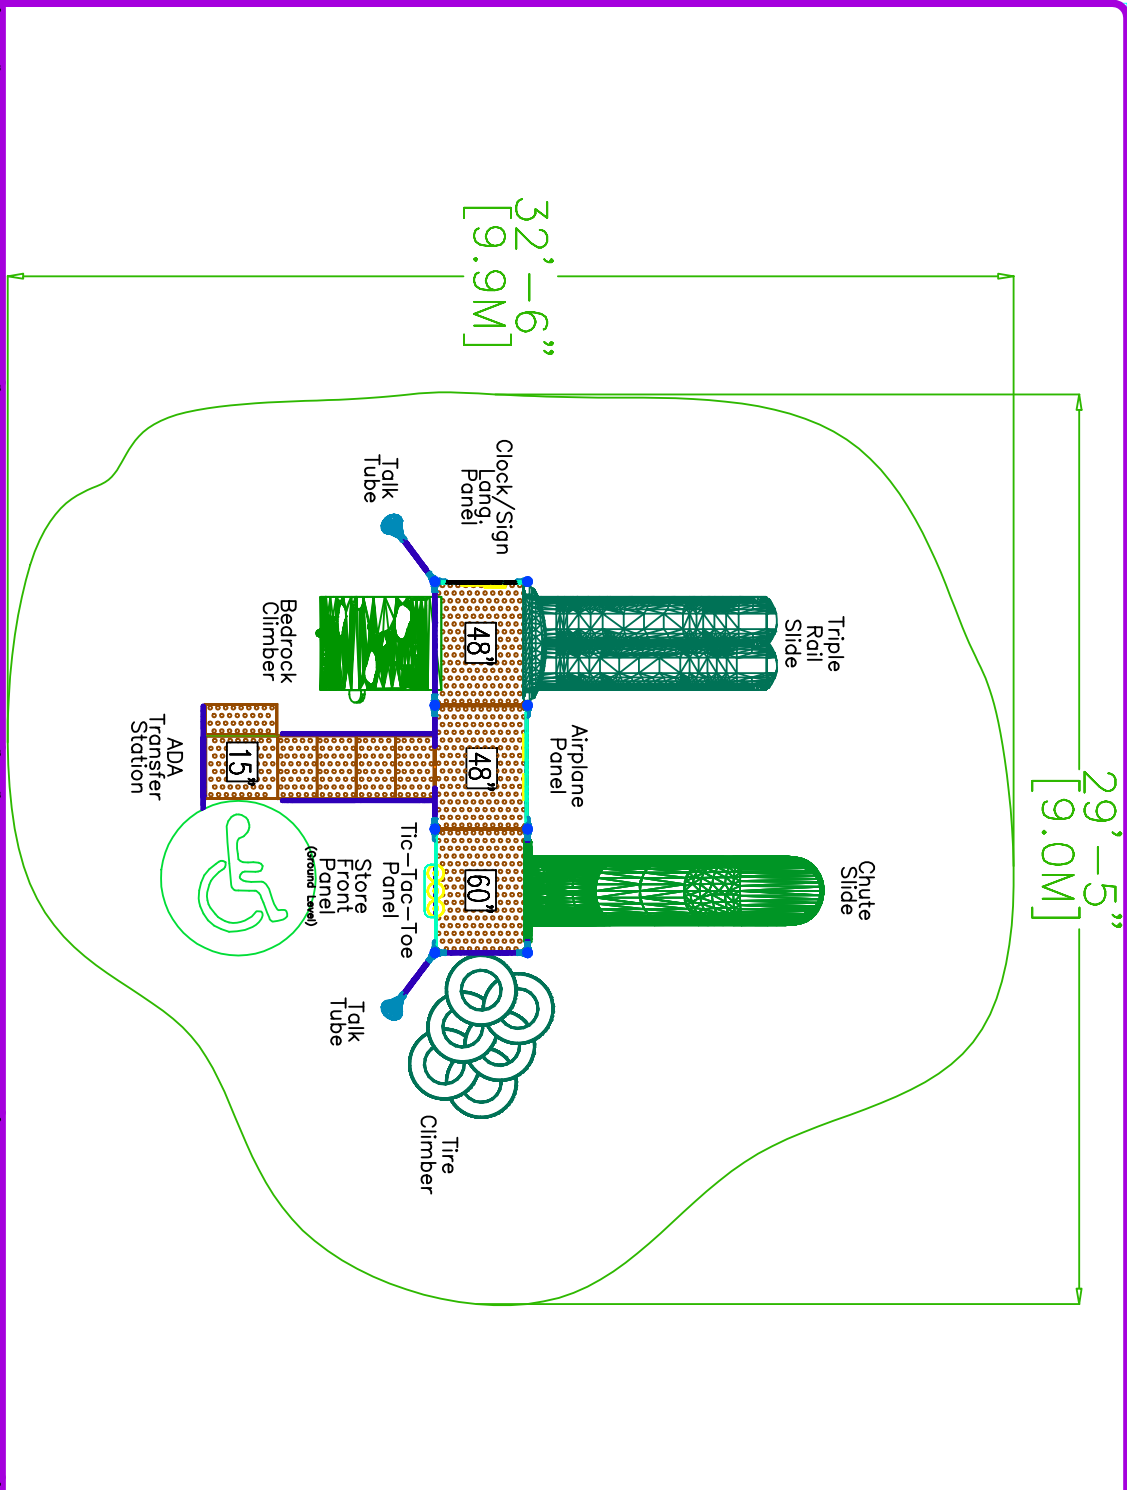 32'-6"
[9.9M]
29'-5"
[9.0M]
Clock/Sign
Lang.
Panel
Talk
Tube
Triple
Rail
Slide
Bedrock
Climber
48"
Airplane
Panel
48"
ADA
Transfer
Station
15"
Chute
Slide
60"
Tic-Tac-Toe
Panel
Store
Front
Panel
(Ground Level)
Talk
Tube
Tire
Climber